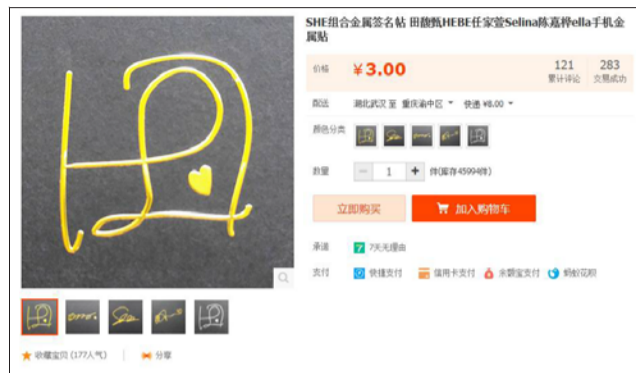 SHE组合金属签名帖 田馥甄HEBE任家萱Selina陈嘉桦ella手机金
属贴
价格 ¥3.00 121 283
累计评论 交易成功
配送 湖北武汉 至 重庆渝中区 快递 ¥8.00
颜色分类
数量 1 件(库存45994件)
立即购买 加入购物车
承诺 7 7天无理由
支付 快捷支付 信用卡支付 余额宝支付 蚂蚁花呗
收藏宝贝 (177人气) 分享